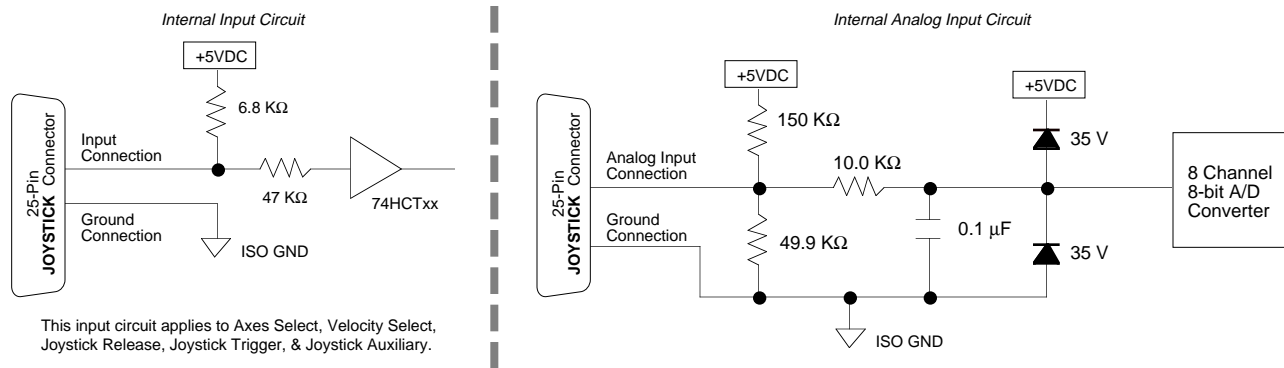 Internal Input Circuit
+5VDC
6.8 KΩ
25-Pin
JOYSTICK Connector
Input
Connection
47 KΩ
74HCTxx
Ground
Connection
ISO GND
This input circuit applies to Axes Select, Velocity Select,
Joystick Release, Joystick Trigger, & Joystick Auxiliary.
Internal Analog Input Circuit
+5VDC
+5VDC
150 KΩ
35 V
25-Pin
JOYSTICK Connector
Analog Input
Connection
10.0 KΩ
8 Channel
8-bit A/D
Converter
Ground
Connection
49.9 KΩ
0.1 μF
35 V
ISO GND